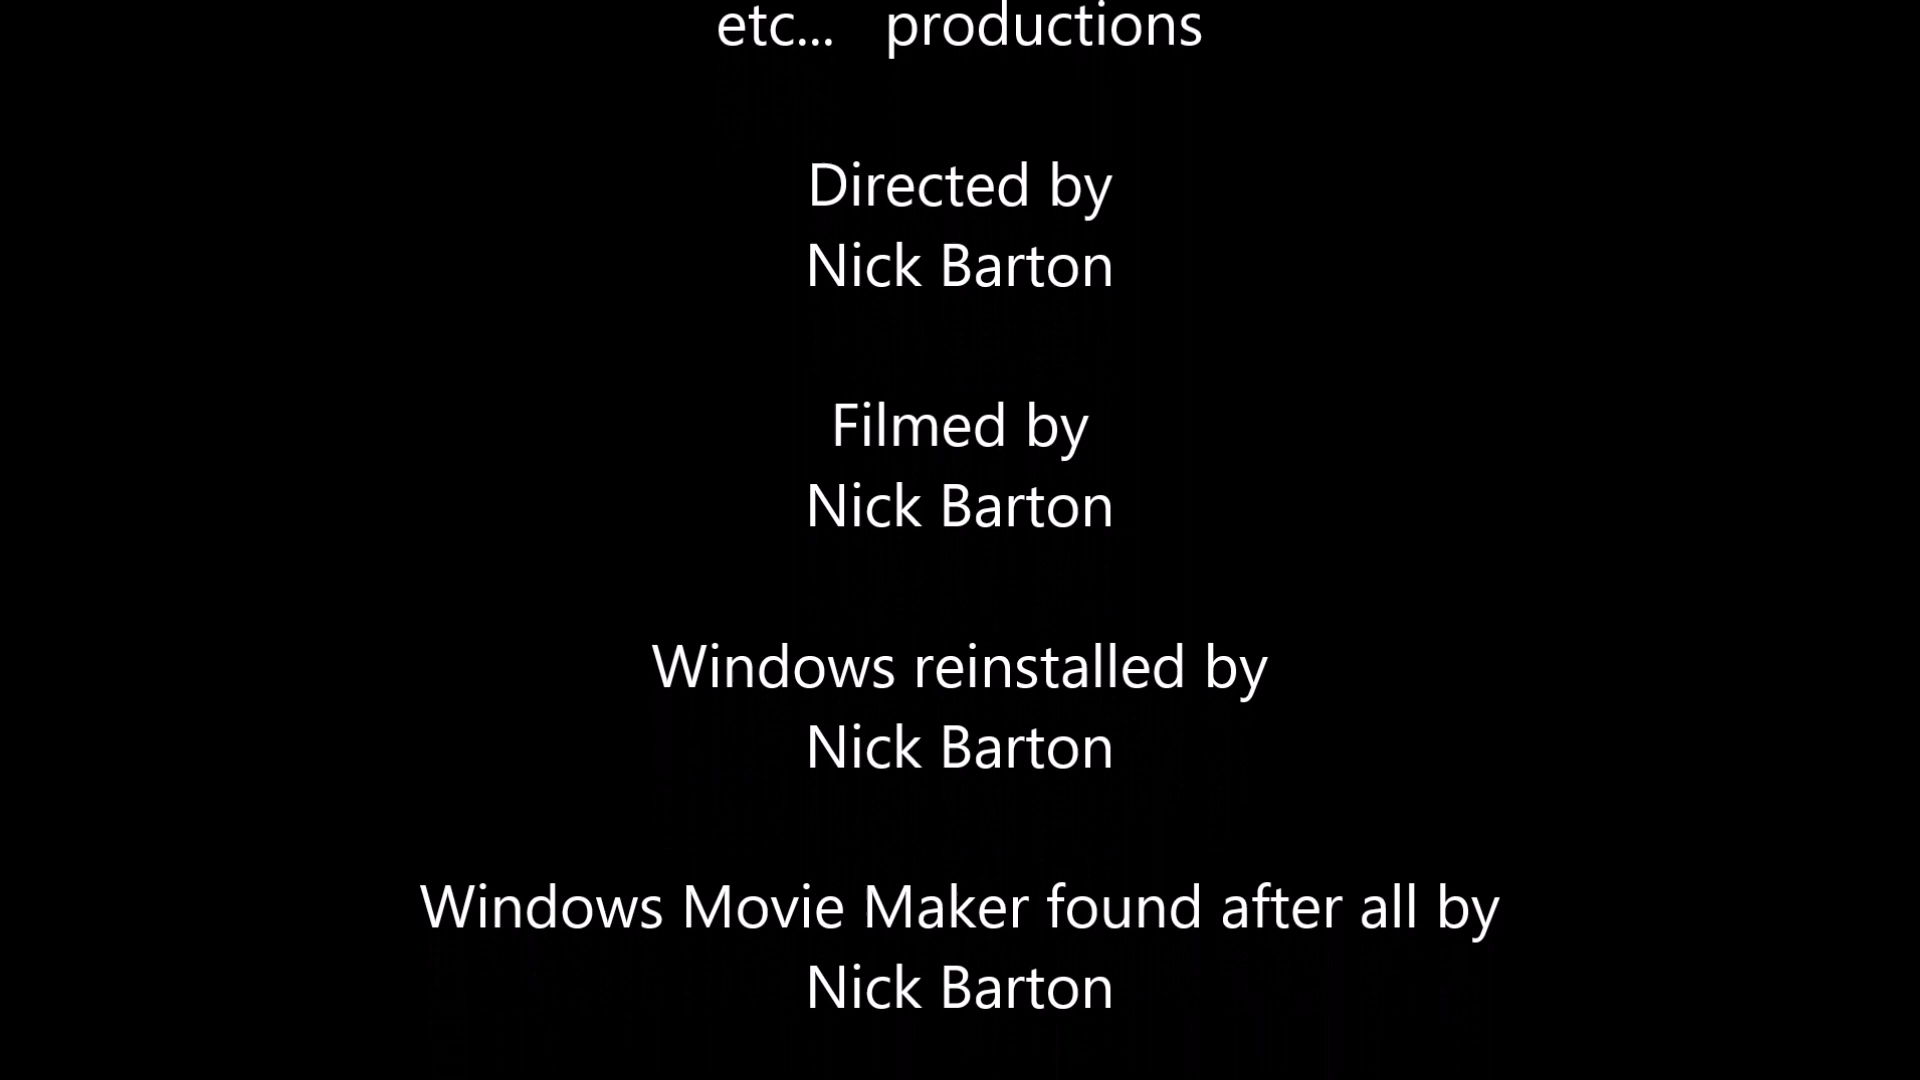 etc... productions
Directed by
Nick Barton
Filmed by
Nick Barton
Windows reinstalled by
Nick Barton
Windows Movie Maker found after all by
Nick Barton